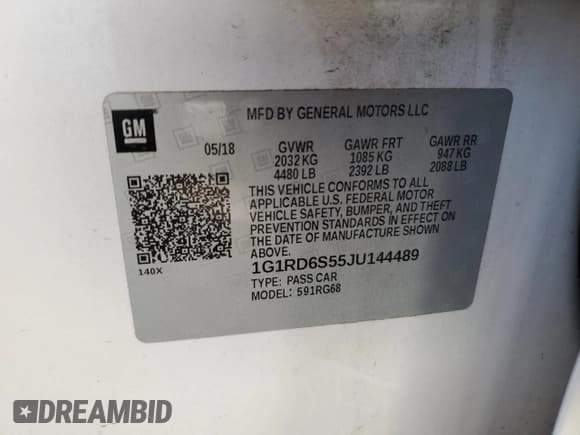 GM
MFD BY GENERAL MOTORS LLC
05/18 GVWR GAWR FRT GAWR RR
2032 KG 1085 KG 947 KG
4480 LB 2392 LB 2088 LB
THIS VEHICLE CONFORMS TO ALL
APPLICABLE U.S. FEDERAL MOTOR
VEHICLE SAFETY, BUMPER, AND THEFT
PREVENTION STANDARDS IN EFFECT ON
THE DATE OF MANUFACTURE SHOWN
ABOVE.
140X
1G1RD6S55JU144489
TYPE: PASS CAR
MODEL: 591RG68
DREAMBID